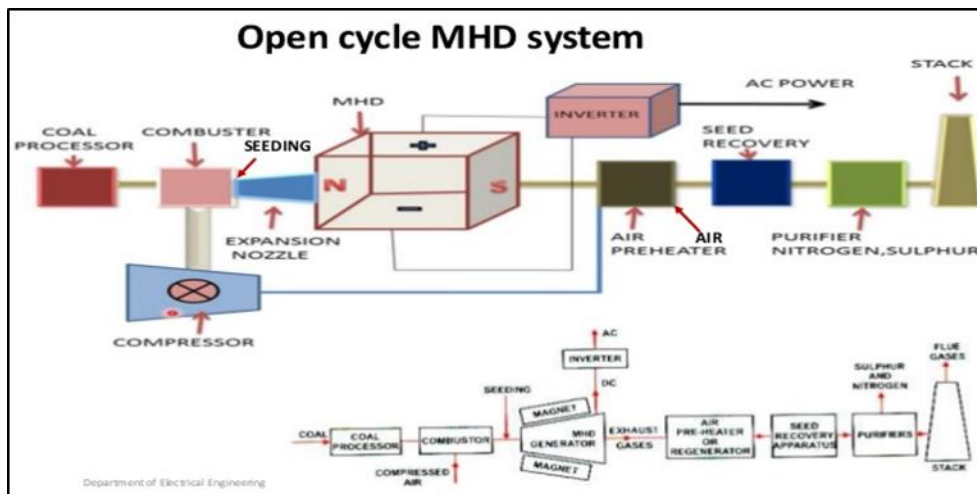 Open cycle MHD system
STACK
MHD
AC POWER
COAL
PROCESSOR
COMBUSTER
SEEDING
INVERTER
SEED
RECOVERY
N
+
-
S
EXPANSION
NOZZLE
AIR
PREHEATER
AIR
PURIFIER
NITROGEN,SULPHUR
COMPRESSOR
AC
INVERTER
DC
SEEDING
MAGNET
COAL
COAL
PROCESSOR
COMBUSTOR
MHD
GENERATOR
EXHAUST
GASES
AIR
PRE-HEATER
OR
REGENERATOR
SEED
RECOVERY
APPARATUS
PURIFIERS
SULPHUR
AND
NITROGEN
FLUE
GASES
COMPRESSED
AIR
MAGNET
STACK
Department of Electrical Engineering